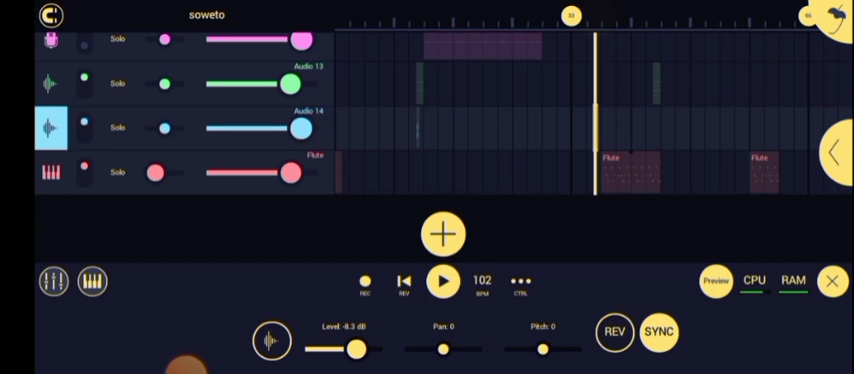 soweto
33
65
Solo
Audio 13
Solo
Audio 14
Solo
Flute
Solo
Flute
Flute
REC
REV
102
BPM
CTRL
Preview
CPU
RAM
Level: -8.3 dB
Pan: 0
Pitch: 0
REV
SYNC